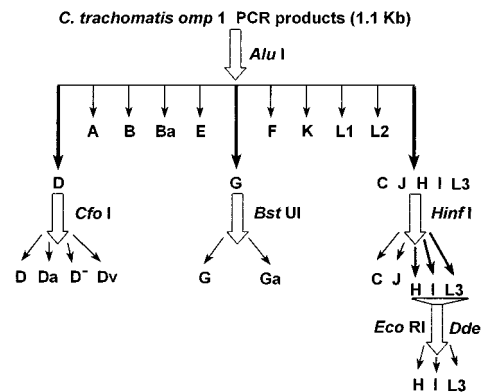 C. trachomatis omp 1 PCR products (1.1 Kb)
Alu I
A B Ba E F K L1 L2
D G C J H I L3
Cfo I Bst UI Hinf I
D Da D⁻ Dv G Ga C J
H I L3
Eco RI Dde
H I L3